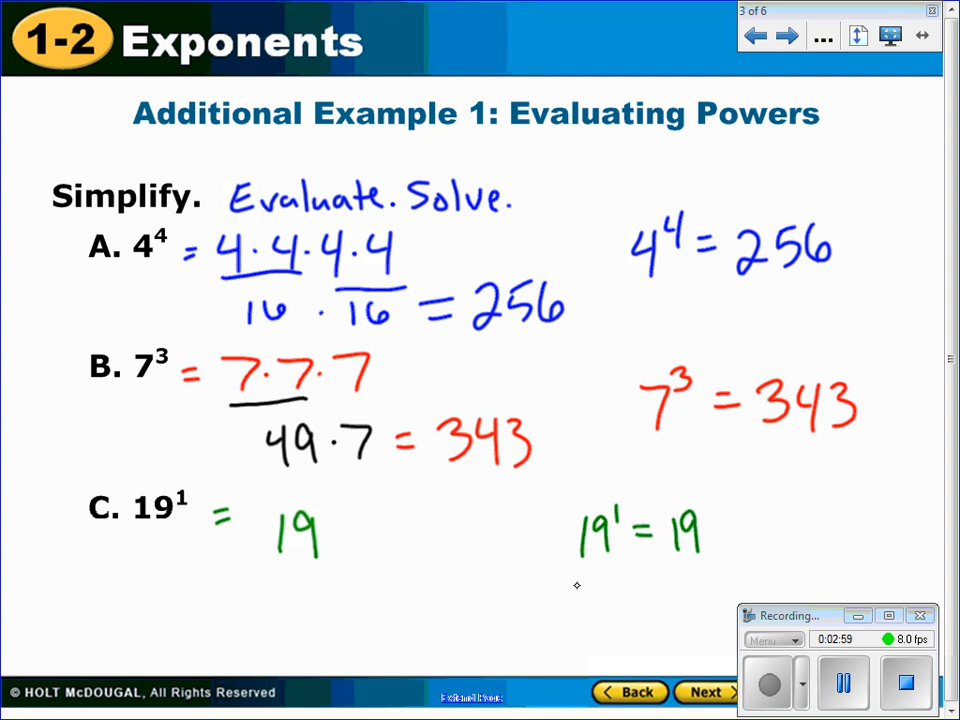 3 of 6
1-2 Exponents
Additional Example 1: Evaluating Powers
Simplify. Evaluate. Solve.
A. 4⁴ = 4 · 4 · 4 · 4
16 · 16 = 256
4⁴ = 256
B. 7³ = 7 · 7 · 7
49 · 7 = 343
7³ = 343
C. 19¹ = 19
19¹ = 19
Recording...
Menu
0:02:59
8.0 fps
© HOLT McDOUGAL, All Rights Reserved
Back
Next